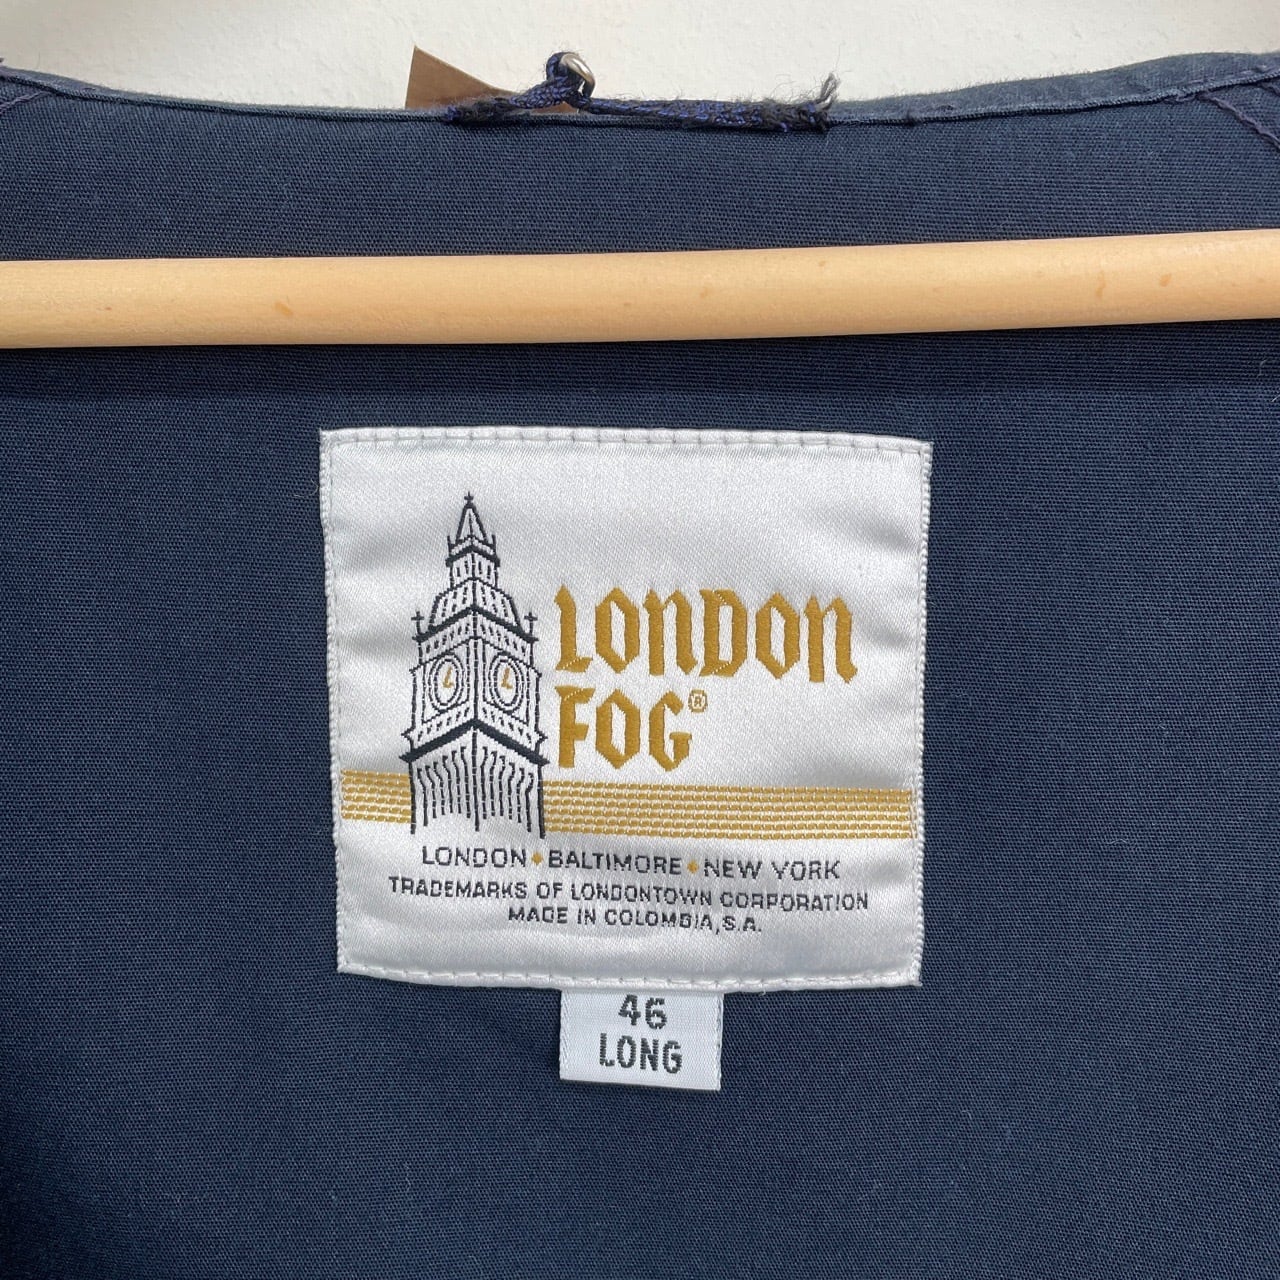 LONDON
FOG®
L L
LONDON • BALTIMORE • NEW YORK
TRADEMARKS OF LONDONTOWN CORPORATION
MADE IN COLOMBIA, S.A.
46
LONG